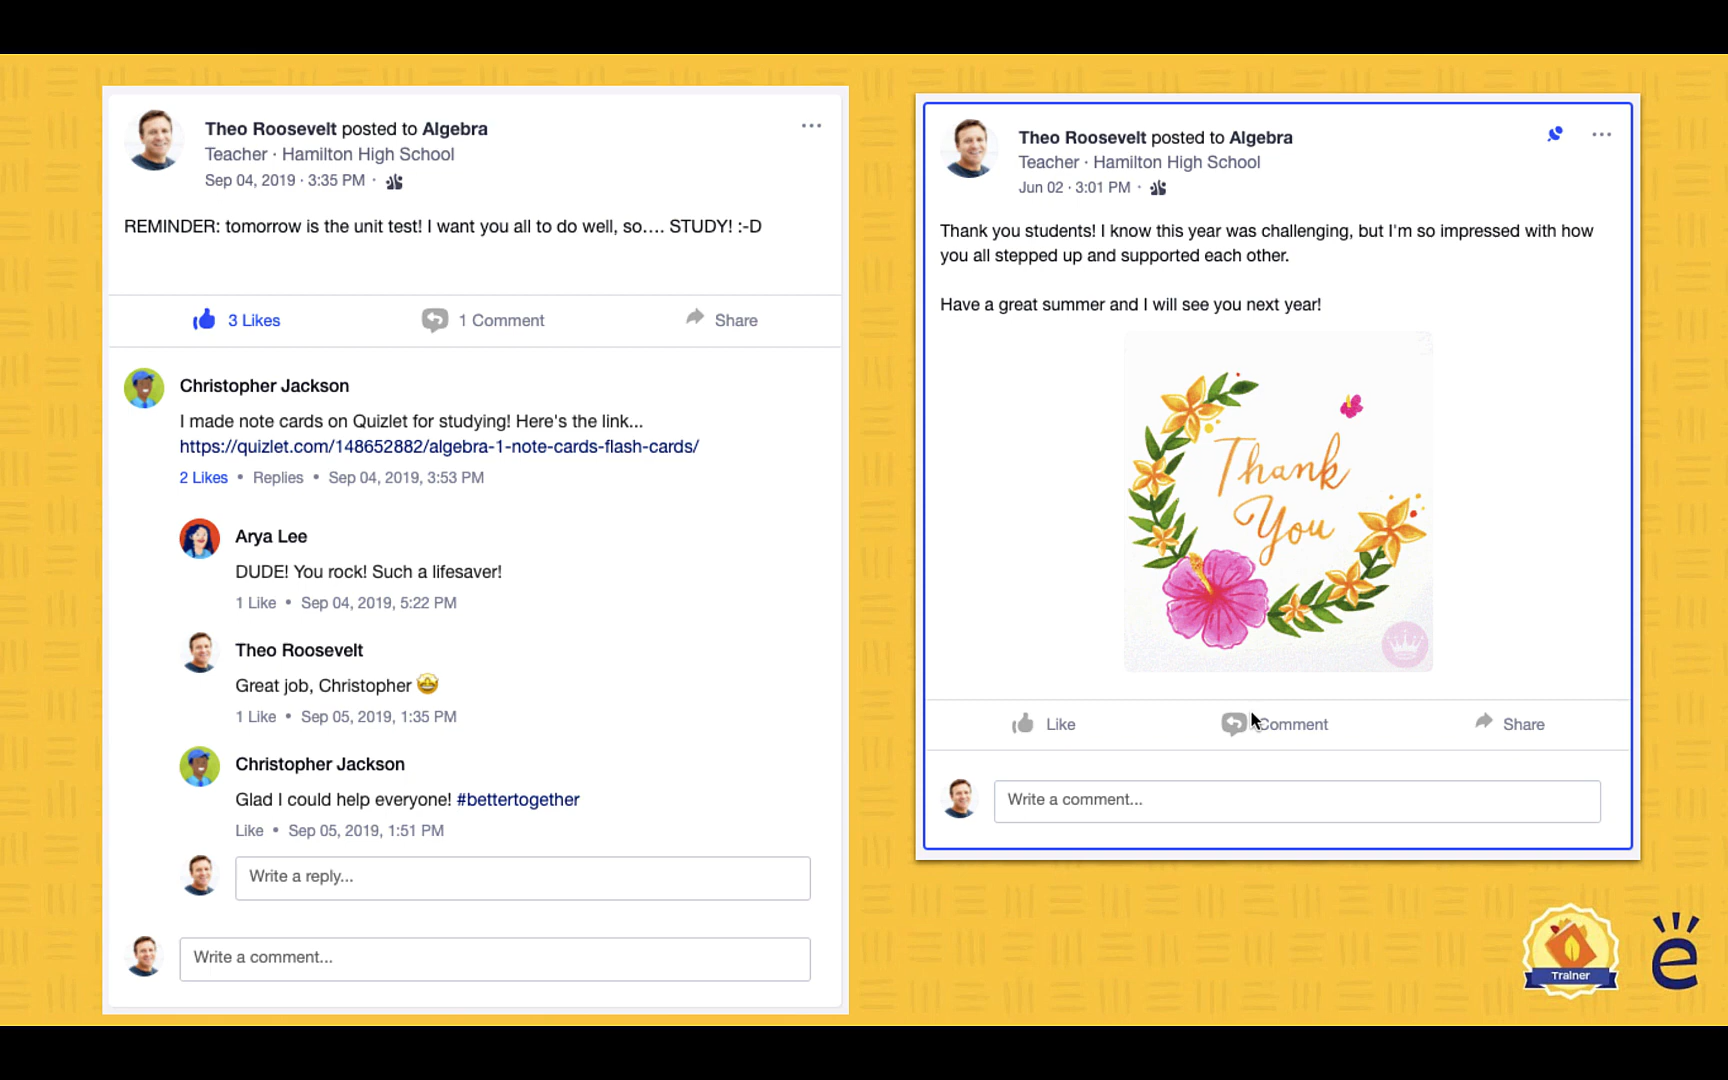 Theo Roosevelt posted to Algebra
Teacher · Hamilton High School
Sep 04, 2019 · 3:35 PM ·
REMINDER: tomorrow is the unit test! I want you all to do well, so.... STUDY! :-D
3 Likes
1 Comment
Share
Christopher Jackson
I made note cards on Quizlet for studying! Here's the link...
https://quizlet.com/148652882/algebra-1-note-cards-flash-cards/
2 Likes • Replies • Sep 04, 2019, 3:53 PM
Arya Lee
DUDE! You rock! Such a lifesaver!
1 Like • Sep 04, 2019, 5:22 PM
Theo Roosevelt
Great job, Christopher 🤩
1 Like • Sep 05, 2019, 1:35 PM
Christopher Jackson
Glad I could help everyone! #bettertogether
Like • Sep 05, 2019, 1:51 PM
Write a reply...
Write a comment...
Theo Roosevelt posted to Algebra
Teacher · Hamilton High School
Jun 02 · 3:01 PM ·
Thank you students! I know this year was challenging, but I'm so impressed with how
you all stepped up and supported each other.
Have a great summer and I will see you next year!
Thank
You
Like
Comment
Share
Write a comment...
Trainer
e